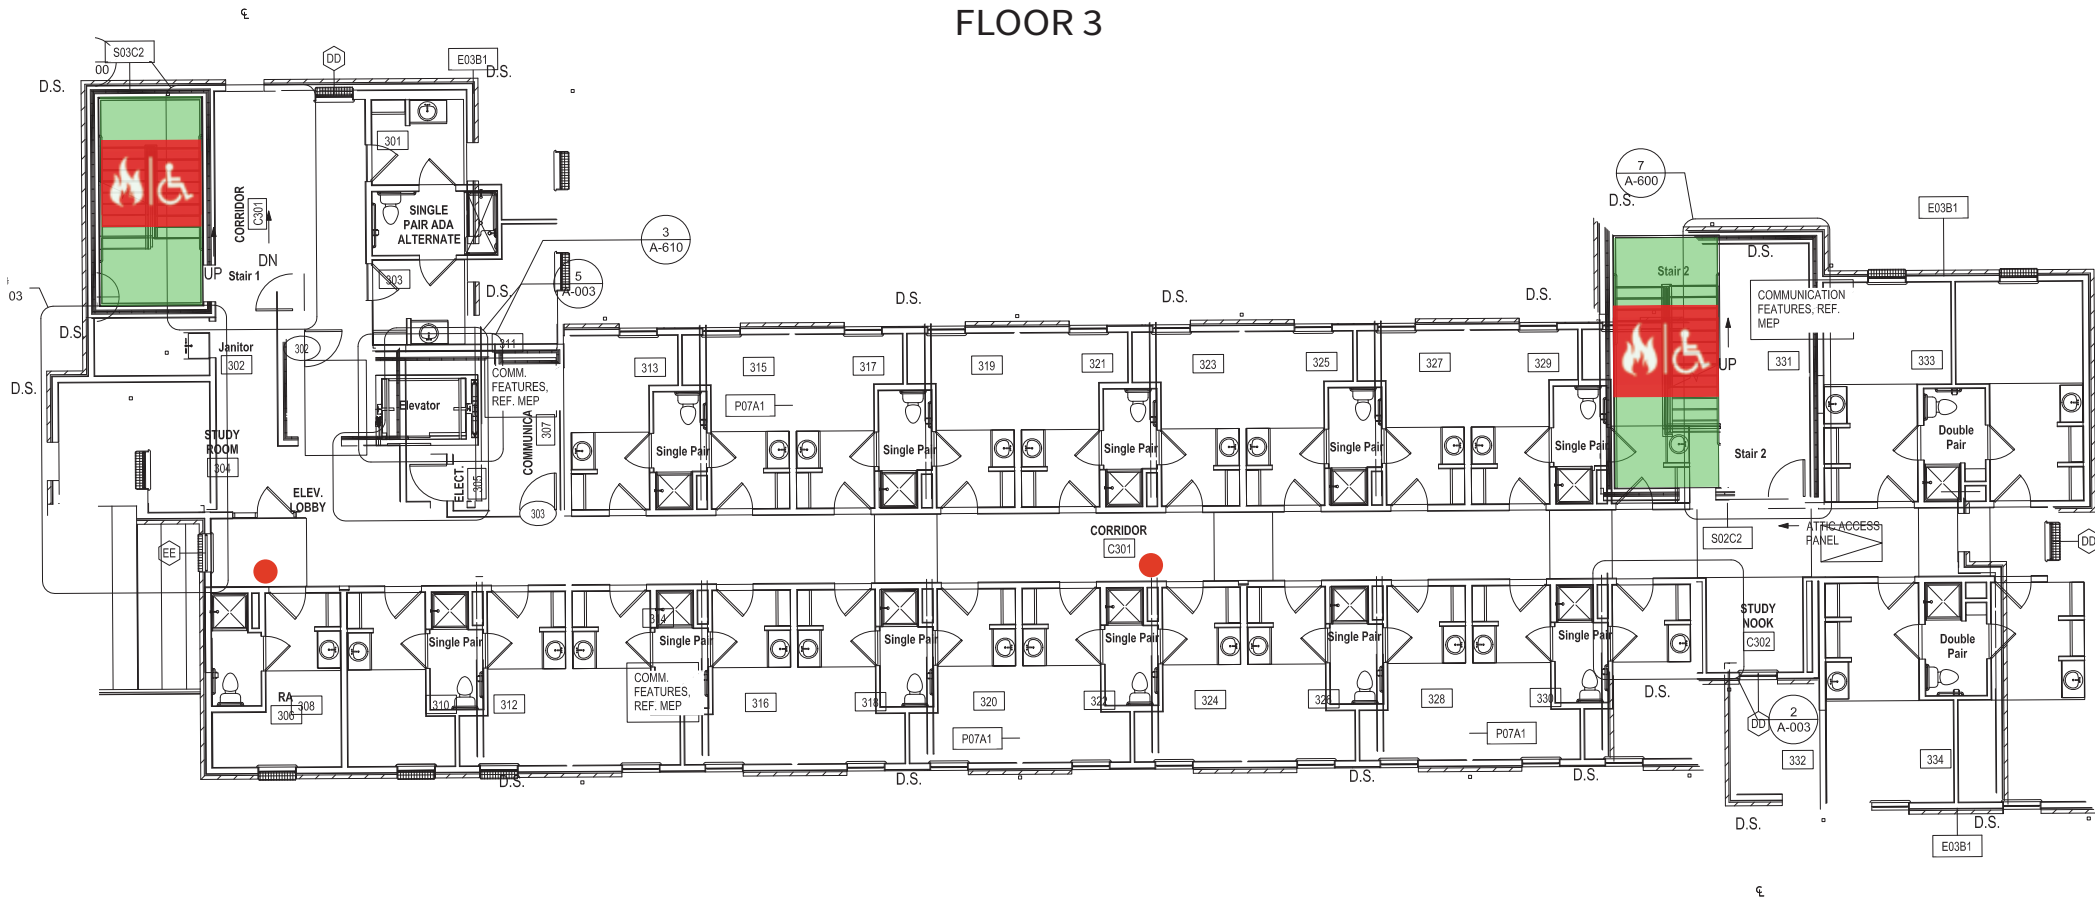 FLOOR 3
℄
S03C2
00
DD
E03B1
D.S.
D.S.
301
CORRIDOR
C301
SINGLE
PAIR ADA
ALTERNATE
UP
DN
Stair 1
303
3
A-610
5
A-003
D.S.
03
D.S.
D.S.
Janitor
302
302
311
COMM.
FEATURES,
REF. MEP
Elevator
COMMUNICA
307
ELECT.
305
303
STUDY
ROOM
304
ELEV.
LOBBY
EE
D.S.
D.S.
D.S.
313
315
317
319
321
323
325
327
329
P07A1
Single Pair
Single Pair
Single Pair
Single Pair
Single Pair
7
A-600
D.S.
E03B1
D.S.
Stair 2
COMMUNICATION
FEATURES, REF.
MEP
UP
331
333
Double
Pair
Stair 2
CORRIDOR
C301
S02C2
ATTIC ACCESS
PANEL
DD
STUDY
NOOK
C302
Double
Pair
Single Pair
Single Pair
Single Pair
Single Pair
Single Pair
Single Pair
314
COMM.
FEATURES,
REF. MEP
RA
306
308
310
312
316
318
320
322
324
326
328
330
P07A1
P07A1
D.S.
DD
2
A-003
332
334
D.S.
D.S.
D.S.
D.S.
D.S.
D.S.
E03B1
℄